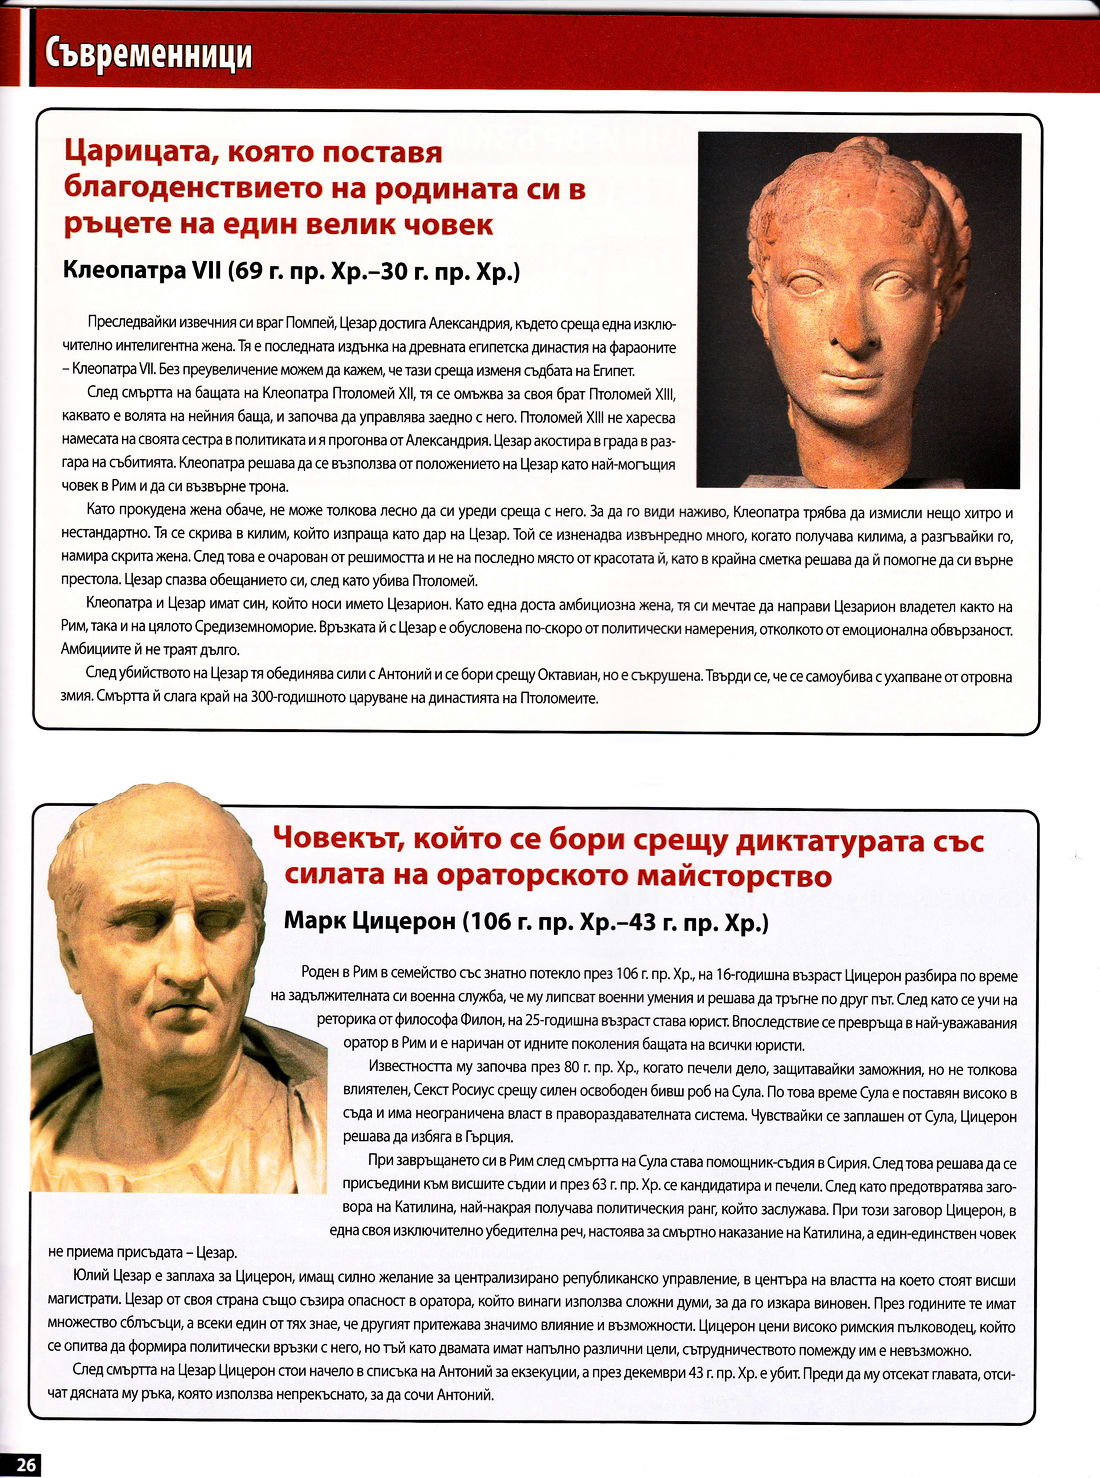 Съвременници
Царицата, която поставя
благоденствието на родината си в
ръцете на един велик човек
Клеопатра VII (69 г. пр. Хр.–30 г. пр. Хр.)
Преследвайки извечния си враг Помпей, Цезар достига Александрия, където среща една изклю-
чително интелигентна жена. Тя е последната издънка на древната египетска династия на фараоните
– Клеопатра VII. Без преувеличение можем да кажем, че тази среща изменя съдбата на Египет.
След смъртта на бащата на Клеопатра Птоломей XII, тя се омъжва за своя брат Птоломей XIII,
каквато е волята на нейния баща, и започва да управлява заедно с него. Птоломей XIII не харесва
намесата на своята сестра в политиката и я прогонва от Александрия. Цезар акостира в града в раз-
гара на събитията. Клеопатра решава да се възползва от положението на Цезар като най-могъщия
човек в Рим и да си възвърне трона.
Като прокудена жена обаче, не може толкова лесно да си уреди среща с него. За да го види наживо, Клеопатра трябва да измисли нещо хитро и
нестандартно. Тя се скрива в килим, който изпраща като дар на Цезар. Той се изненадва извънредно много, когато получава килима, а разгъвайки го,
намира скрита жена. След това е очарован от решимостта и не на последно място от красотата й, като в крайна сметка решава да й помогне да си върне
престола. Цезар спазва обещанието си, след като убива Птоломей.
Клеопатра и Цезар имат син, който носи името Цезарион. Като една доста амбициозна жена, тя си мечтае да направи Цезарион владетел както на
Рим, така и на цялото Средиземноморие. Връзката й с Цезар е обусловена по-скоро от политически намерения, отколкото от емоционална обвързаност.
Амбициите й не траят дълго.
След убийството на Цезар тя обединява сили с Антоний и се бори срещу Октавиан, но е съкрушена. Твърди се, че се самоубива с ухапване от отровна
змия. Смъртта й слага край на 300-годишното царуване на династията на Птоломеите.
Човекът, който се бори срещу диктатурата със
силата на ораторското майсторство
Марк Цицерон (106 г. пр. Хр.–43 г. пр. Хр.)
Роден в Рим в семейство със знатно потекло през 106 г. пр. Хр., на 16-годишна възраст Цицерон разбира по време
на задължителната си военна служба, че му липсват военни умения и решава да тръгне по друг път. След като се учи на
реторика от философа Филон, на 25-годишна възраст става юрист. Впоследствие се превръща в най-уважавания
оратор в Рим и е наричан от идните поколения бащата на всички юристи.
Известността му започва през 80 г. пр. Хр., когато печели дело, защитавайки заможния, но не толкова
влиятелен, Секст Росиус срещу силен освободен бивш роб на Сула. По това време Сула е поставян високо в
съда и има неограничена власт в правораздавателната система. Чувствайки се заплашен от Сула, Цицерон
решава да избяга в Гърция.
При завръщането си в Рим след смъртта на Сула става помощник-съдия в Сирия. След това решава да се
присъедини към висшите съдии и през 63 г. пр. Хр. се кандидатира и печели. След като предотвратява заго-
вора на Катилина, най-накрая получава политическия ранг, който заслужава. При този заговор Цицерон, в
една своя изключително убедителна реч, настоява за смъртно наказание на Катилина, а един-единствен човек
не приема присъдата – Цезар.
Юлий Цезар е заплаха за Цицерон, имащ силно желание за централизирано републиканско управление, в центъра на властта на което стоят висши
магистрати. Цезар от своя страна също съзира опасност в оратора, който винаги използва сложни думи, за да го изкара виновен. През годините те имат
множество сблъсъци, а всеки един от тях знае, че другият притежава значимо влияние и възможности. Цицерон цени високо римския пълководец, който
се опитва да формира политически връзки с него, но тъй като двамата имат напълно различни цели, сътрудничеството помежду им е невъзможно.
След смъртта на Цезар Цицерон стои начело в списъка на Антоний за екзекуции, а през декември 43 г. пр. Хр. е убит. Преди да му отсекат главата, отси-
чат дясната му ръка, която използва непрекъснато, за да сочи Антоний.
26